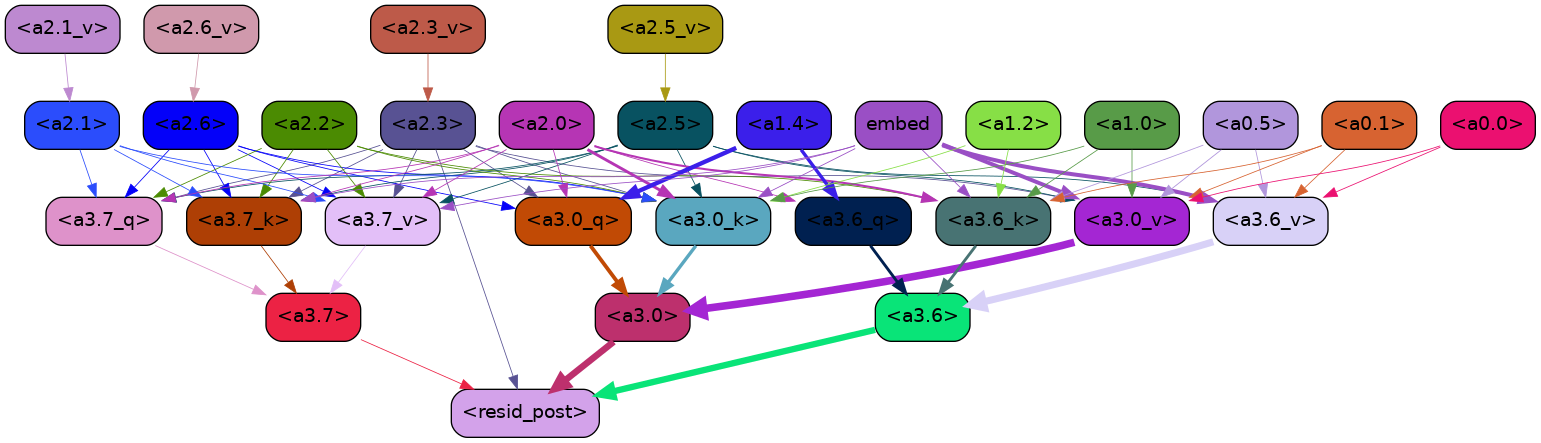 <a2.1_v> <a2.6_v> <a2.3_v> <a2.5_v>
<a2.1> <a2.6> <a2.2> <a2.3> <a2.0> <a2.5> <a1.4> embed <a1.2> <a1.0> <a0.5> <a0.1> <a0.0>
<a3.7_q> <a3.7_k> <a3.7_v> <a3.0_q> <a3.0_k> <a3.6_q> <a3.6_k> <a3.0_v> <a3.6_v>
<a3.7> <a3.0> <a3.6>
<resid_post>